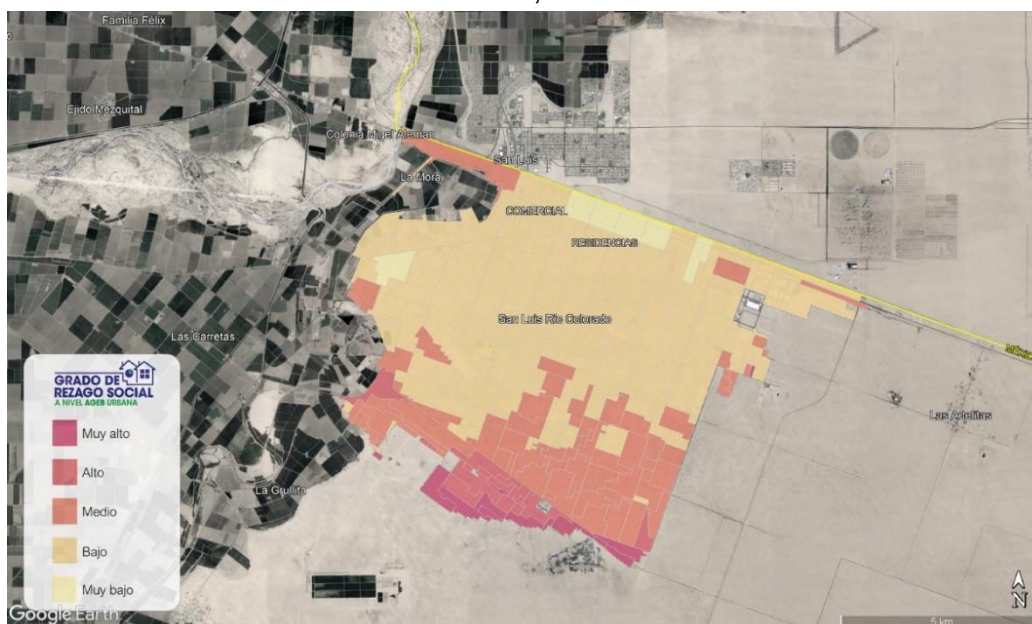 Familia Félix
Ejido Mezquital
Colonia Migel Aleman
San Luis
La Mora
COMERCIAL
RESIDENCIAS
San Luis Río Colorado
Las Carretas
Las Adelitas
La Grullita
GRADO DE
REZAGO SOCIAL
A NIVEL AGEB URBANA
Muy alto
Alto
Medio
Bajo
Muy bajo
Google Earth
N
5 km